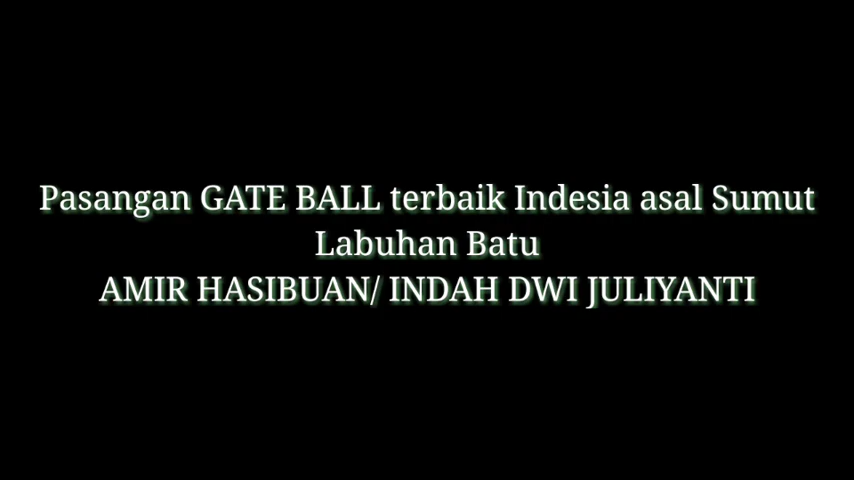 Pasangan GATE BALL terbaik Indesia asal Sumut
Labuhan Batu
AMIR HASIBUAN/ INDAH DWI JULIYANTI